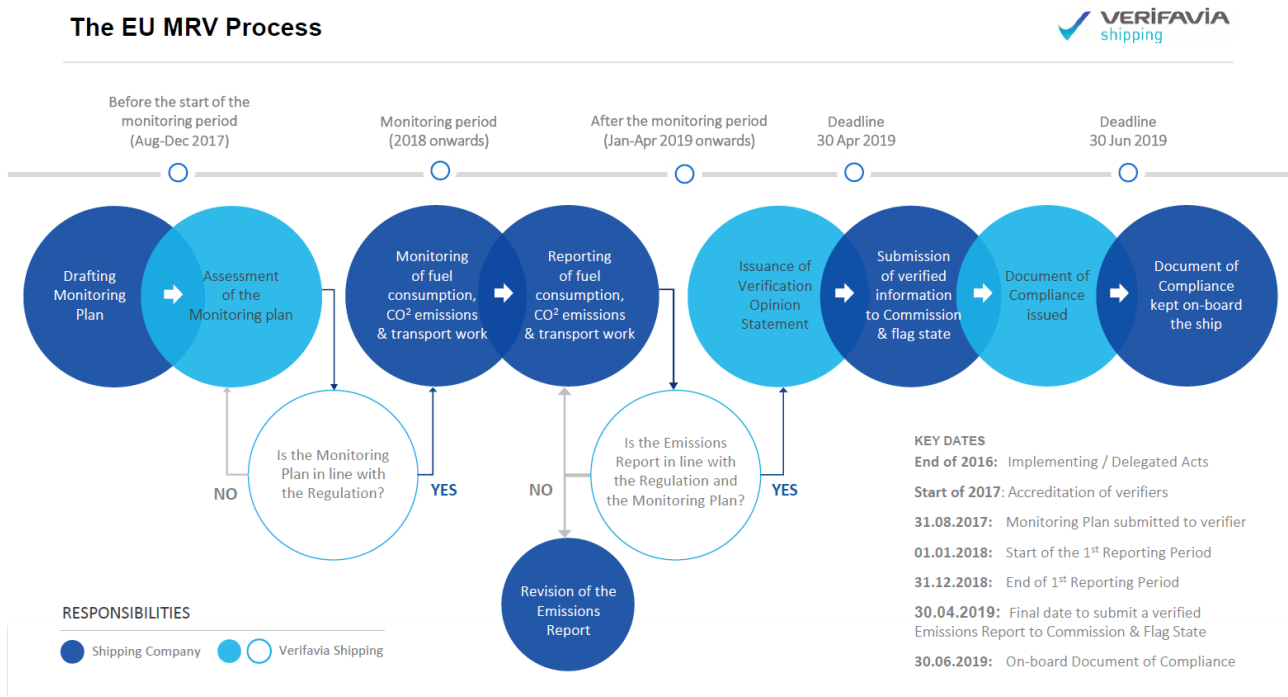 The EU MRV Process
VERIFAVIA
shipping
Before the start of the
monitoring period
(Aug-Dec 2017)
Monitoring period
(2018 onwards)
After the monitoring period
(Jan-Apr 2019 onwards)
Deadline
30 Apr 2019
Deadline
30 Jun 2019
Drafting
Monitoring
Plan
Assessment
of the
Monitoring plan
Monitoring
of fuel
consumption,
CO² emissions
& transport work
Reporting
of fuel
consumption,
CO² emissions
& transport work
Issuance of
Verification
Opinion
Statement
Submission
of verified
information
to Commission
& flag state
Document of
Compliance
issued
Document of
Compliance
kept on-board
the ship
Is the Monitoring
Plan in line with
the Regulation?
NO
YES
Is the Emissions
Report in line with
the Regulation and
the Monitoring Plan?
NO
YES
Revision of the
Emissions
Report
KEY DATES
End of 2016: Implementing / Delegated Acts
Start of 2017: Accreditation of verifiers
31.08.2017: Monitoring Plan submitted to verifier
01.01.2018: Start of the 1st Reporting Period
31.12.2018: End of 1st Reporting Period
30.04.2019: Final date to submit a verified
Emissions Report to Commission & Flag State
30.06.2019: On-board Document of Compliance
RESPONSIBILITIES
Shipping Company
Verifavia Shipping